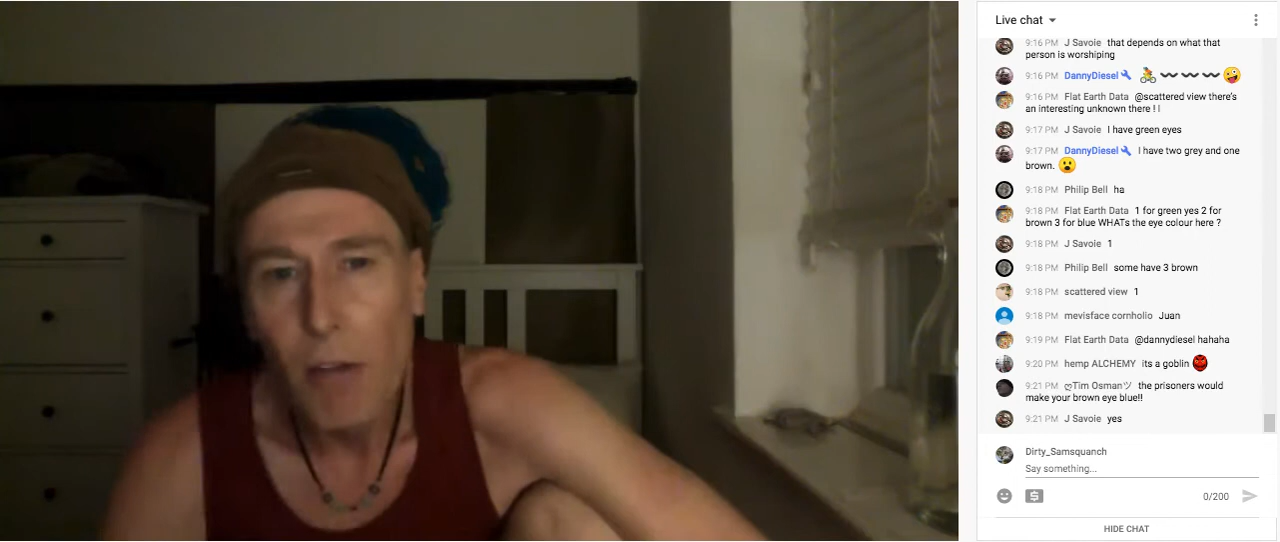 Live chat
9:16 PM J Savoie that depends on what that
person is worshiping
9:16 PM DannyDiesel 🚴 〰〰〰 🤪
9:16 PM Flat Earth Data @scattered view there's
an interesting unknown there ! I
9:17 PM J Savoie I have green eyes
9:17 PM DannyDiesel I have two grey and one
brown. 😮
9:18 PM Philip Bell ha
9:18 PM Flat Earth Data 1 for green yes 2 for
brown 3 for blue WHATs the eye colour here ?
9:18 PM J Savoie 1
9:18 PM Philip Bell some have 3 brown
9:18 PM scattered view 1
9:18 PM mevisface cornholio Juan
9:19 PM Flat Earth Data @dannydiesel hahaha
9:20 PM hemp ALCHEMY its a goblin 👹
9:21 PM ღTim Osmanツ the prisoners would
make your brown eye blue!!
9:21 PM J Savoie yes
Dirty_Samsquanch
Say something...
0/200
HIDE CHAT